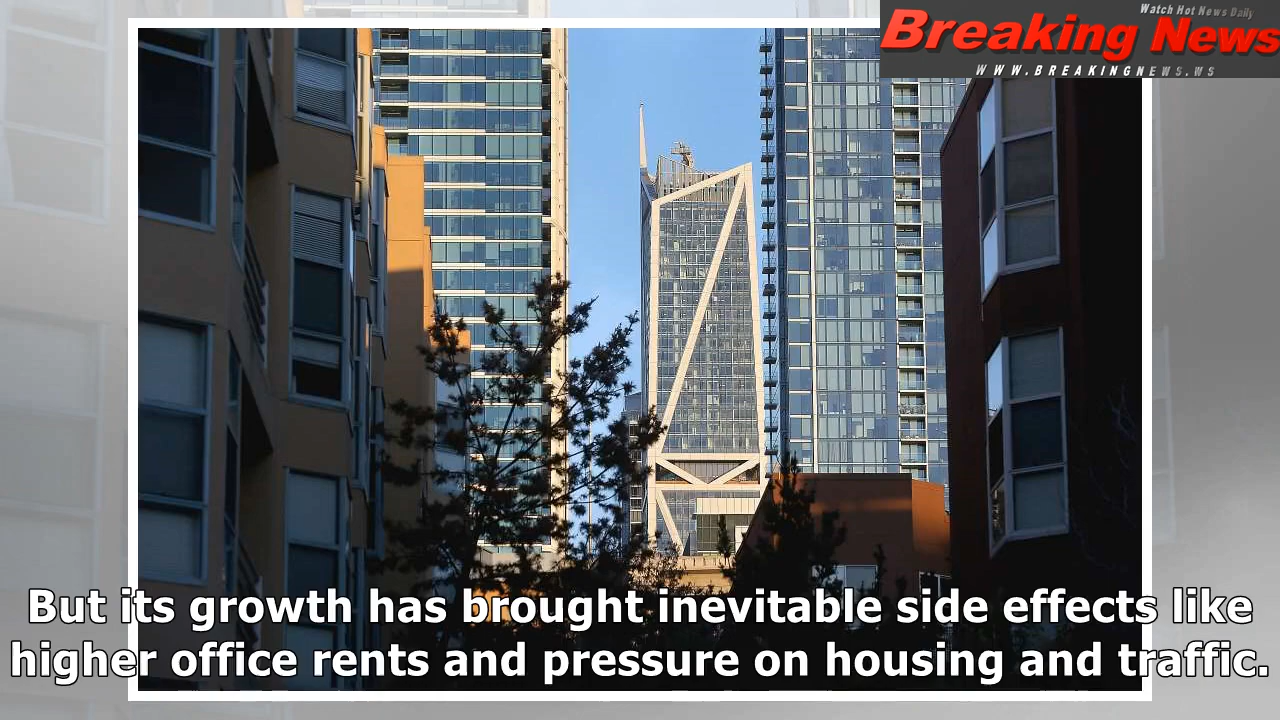 Watch Hot News Daily
Breaking News
WWW.BREAKINGNEWS.WS
But its growth has brought inevitable side effects like
higher office rents and pressure on housing and traffic.